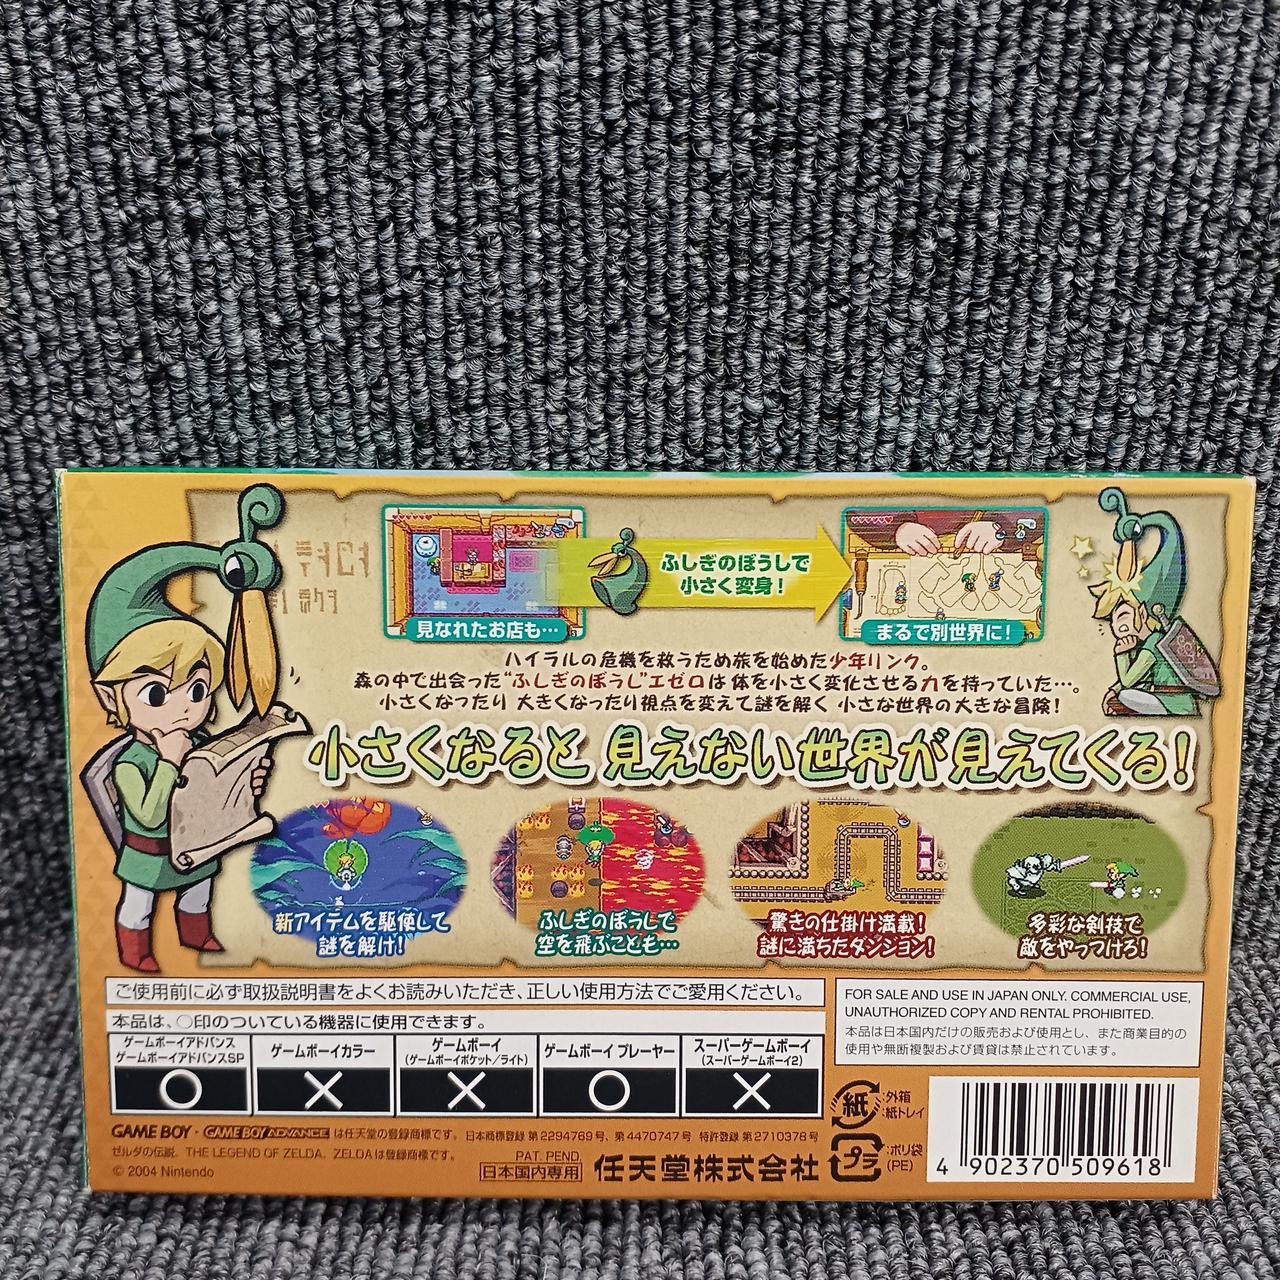 ふしぎのぼうしで
小さく変身!
見なれたお店も…
まるで別世界に!
ハイラルの危機を救うため旅を始めた少年リンク。
森の中で出会った"ふしぎのぼうし"エゼロは体を小さく変化させる力を持っていた…。
小さくなったり 大きくなったり視点を変えて謎を解く 小さな世界の大きな冒険!
小さくなると 見えない世界が見えてくる!
新アイテムを駆使して
謎を解け!
ふしぎのぼうしで
空を飛ぶことも…
驚きの仕掛け満載!
謎に満ちたダンジョン!
多彩な剣技で
敵をやっつけろ!
ご使用前に必ず取扱説明書をよくお読みいただき、正しい使用方法でご愛用ください。
本品は、○印のついている機器に使用できます。
ゲームボーイアドバンス
ゲームボーイアドバンスSP
○
ゲームボーイカラー
×
ゲームボーイ
(ゲームボーイポケット/ライト)
×
ゲームボーイ プレーヤー
○
スーパーゲームボーイ
(スーパーゲームボーイ2)
×
FOR SALE AND USE IN JAPAN ONLY. COMMERCIAL USE,
UNAUTHORIZED COPY AND RENTAL PROHIBITED.
本品は日本国内だけの販売および使用とし、また商業目的の
使用や無断複製および賃貸は禁止されています。
紙 :外箱
:紙トレイ
プラ :ポリ袋
(PE)
4 902370 509618
GAME BOY・GAME BOY ADVANCE は任天堂の登録商標です。 日本商標登録 第2294769号、第4470747号 特許登録 第2710378号
ゼルダの伝説、THE LEGEND OF ZELDA、ZELDAは登録商標です。
PAT. PEND.
© 2004 Nintendo
日本国内専用
任天堂株式会社